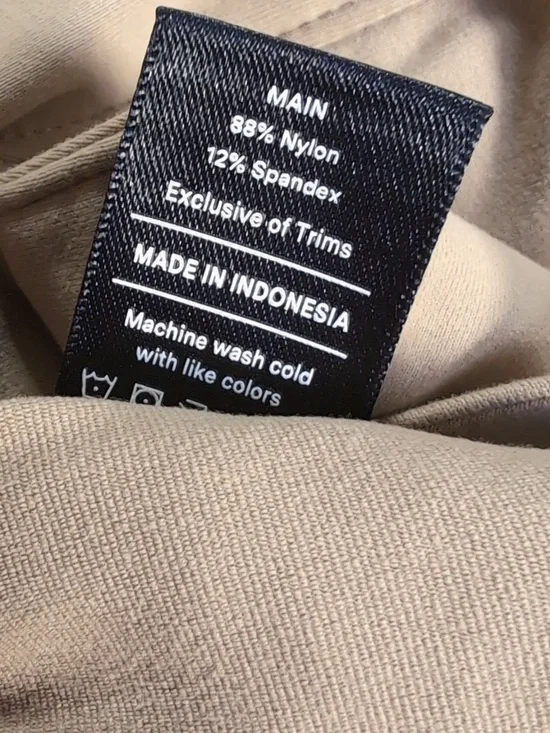 MAIN
88% Nylon
12% Spandex
Exclusive of Trims
MADE IN INDONESIA
Machine wash cold
with like colors